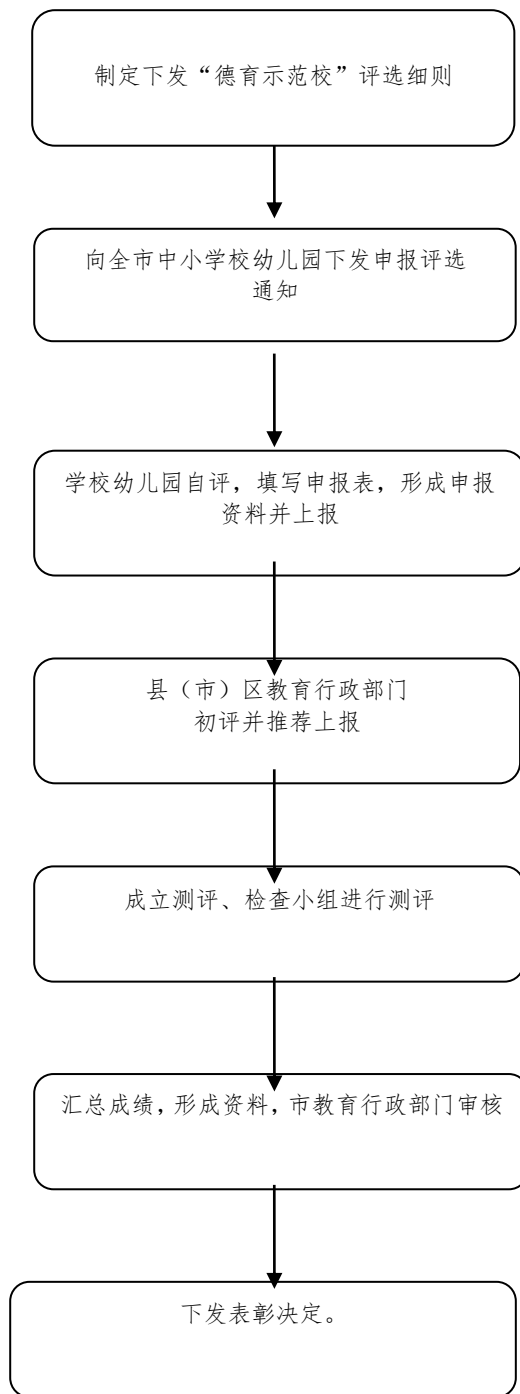 制定下发“德育示范校”评选细则
向全市中小学校幼儿园下发申报评选
通知
学校幼儿园自评，填写申报表，形成申报
资料并上报
县（市）区教育行政部门
初评并推荐上报
成立测评、检查小组进行测评
汇总成绩，形成资料，市教育行政部门审核
下发表彰决定。